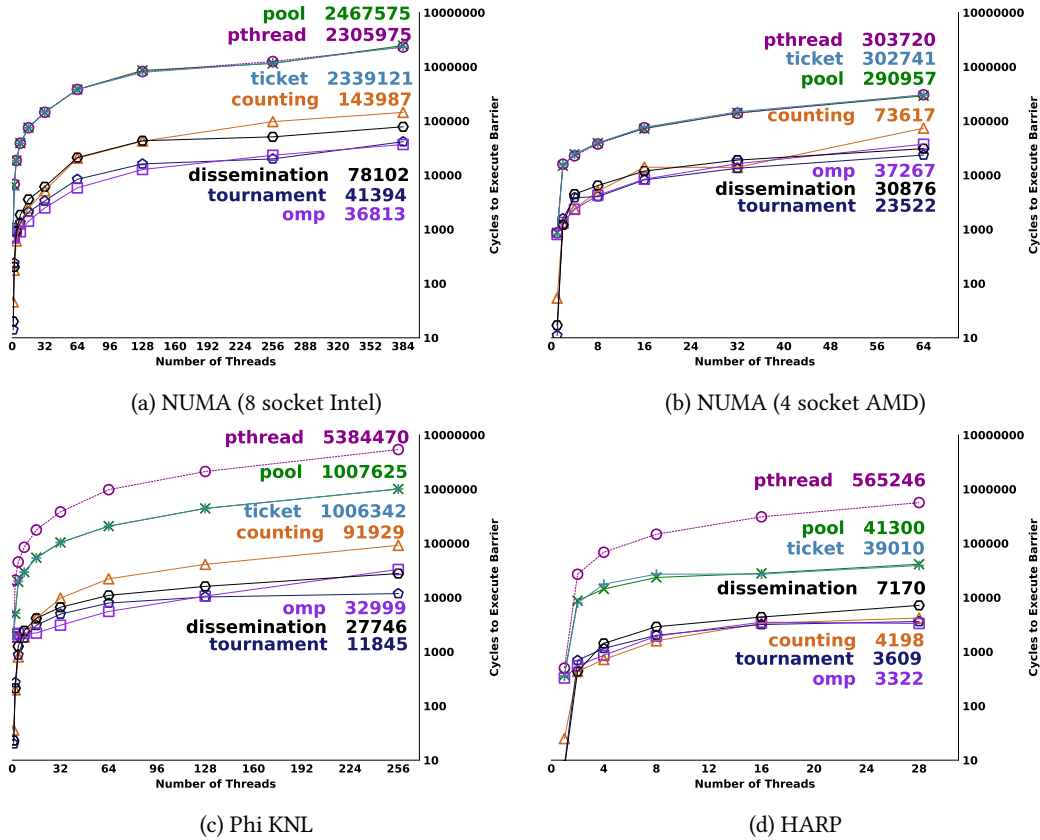 pool 2467575
pthread 2305975
ticket 2339121
counting 143987
dissemination 78102
tournament 41394
omp 36813
10000000
1000000
100000
10000
1000
100
10
Cycles to Execute Barrier
0 32 64 96 128 160 192 224 256 288 320 352 384
Number of Threads
(a) NUMA (8 socket Intel)
pthread 303720
ticket 302741
pool 290957
counting 73617
omp 37267
dissemination 30876
tournament 23522
10000000
1000000
100000
10000
1000
100
10
Cycles to Execute Barrier
0 8 16 24 32 40 48 56 64
Number of Threads
(b) NUMA (4 socket AMD)
pthread 5384470
pool 1007625
ticket 1006342
counting 91929
omp 32999
dissemination 27746
tournament 11845
10000000
1000000
100000
10000
1000
100
10
Cycles to Execute Barrier
0 32 64 96 128 160 192 224 256
Number of Threads
(c) Phi KNL
pthread 565246
pool 41300
ticket 39010
dissemination 7170
counting 4198
tournament 3609
omp 3322
10000000
1000000
100000
10000
1000
100
10
Cycles to Execute Barrier
0 4 8 12 16 20 24 28
Number of Threads
(d) HARP